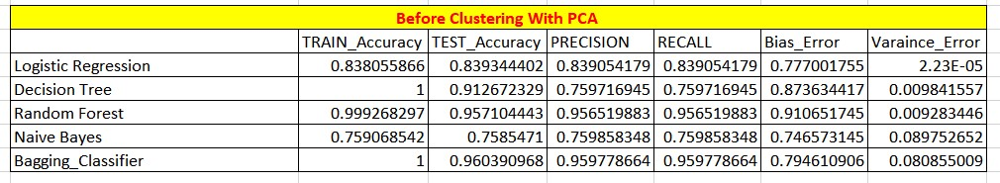 Before Clustering With PCA
TRAIN_Accuracy TEST_Accuracy PRECISION RECALL Bias_Error Varaince_Error
Logistic Regression 0.838055866 0.839344402 0.839054179 0.839054179 0.777001755 2.23E-05
Decision Tree 1 0.912672329 0.759716945 0.759716945 0.873634417 0.009841557
Random Forest 0.999268297 0.957104443 0.956519883 0.956519883 0.910651745 0.009283446
Naive Bayes 0.759068542 0.7585471 0.759858348 0.759858348 0.746573145 0.089752652
Bagging_Classifier 1 0.960390968 0.959778664 0.959778664 0.794610906 0.080855009